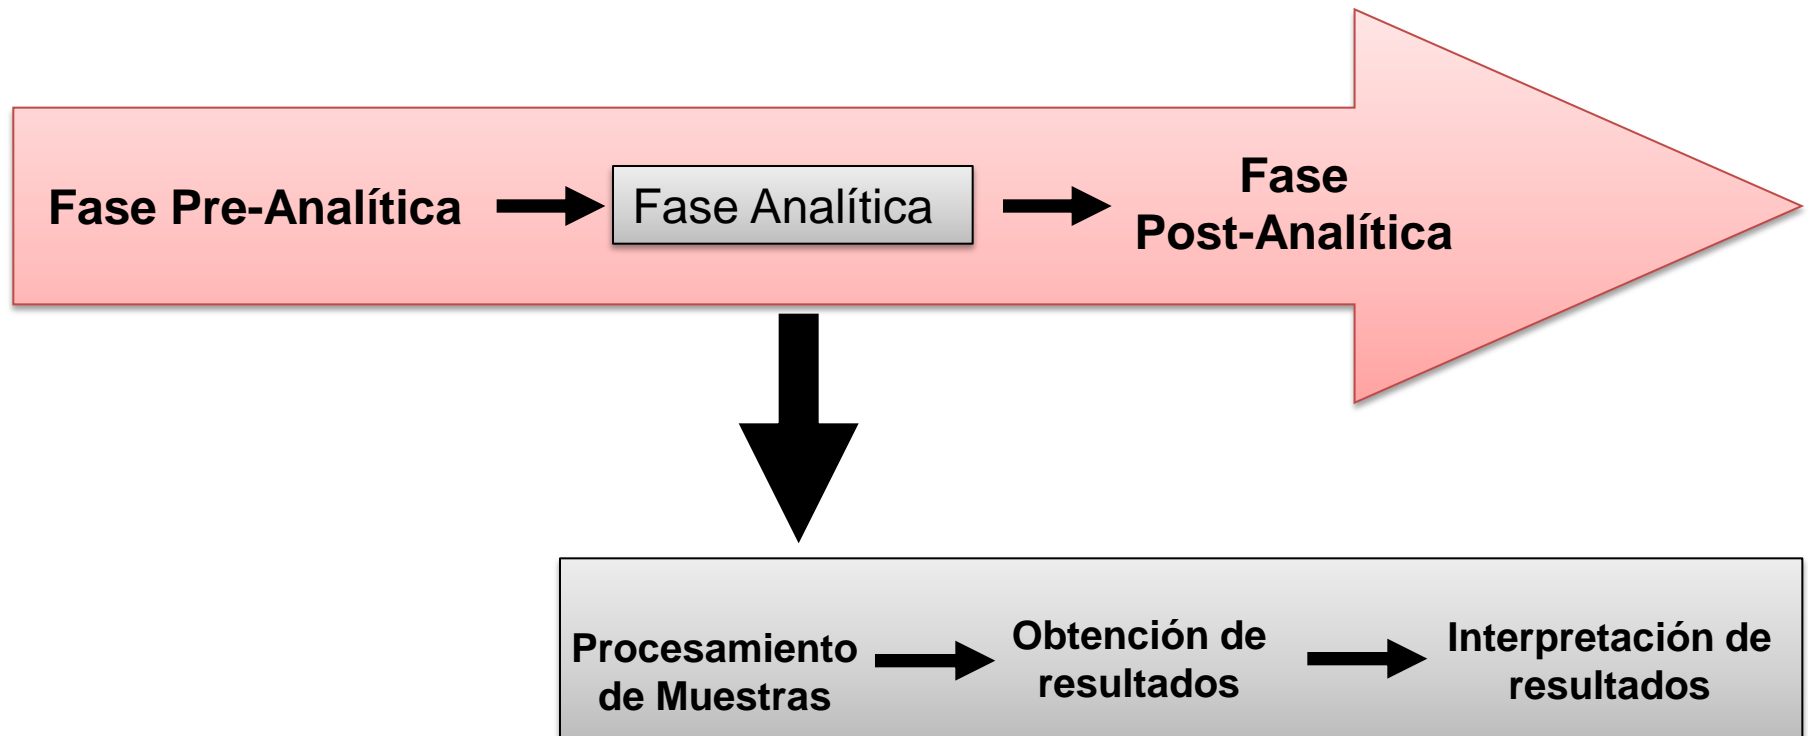 Fase Pre-Analítica
Fase Analítica
Fase
Post-Analítica
Procesamiento
de Muestras
Obtención de
resultados
Interpretación de
resultados